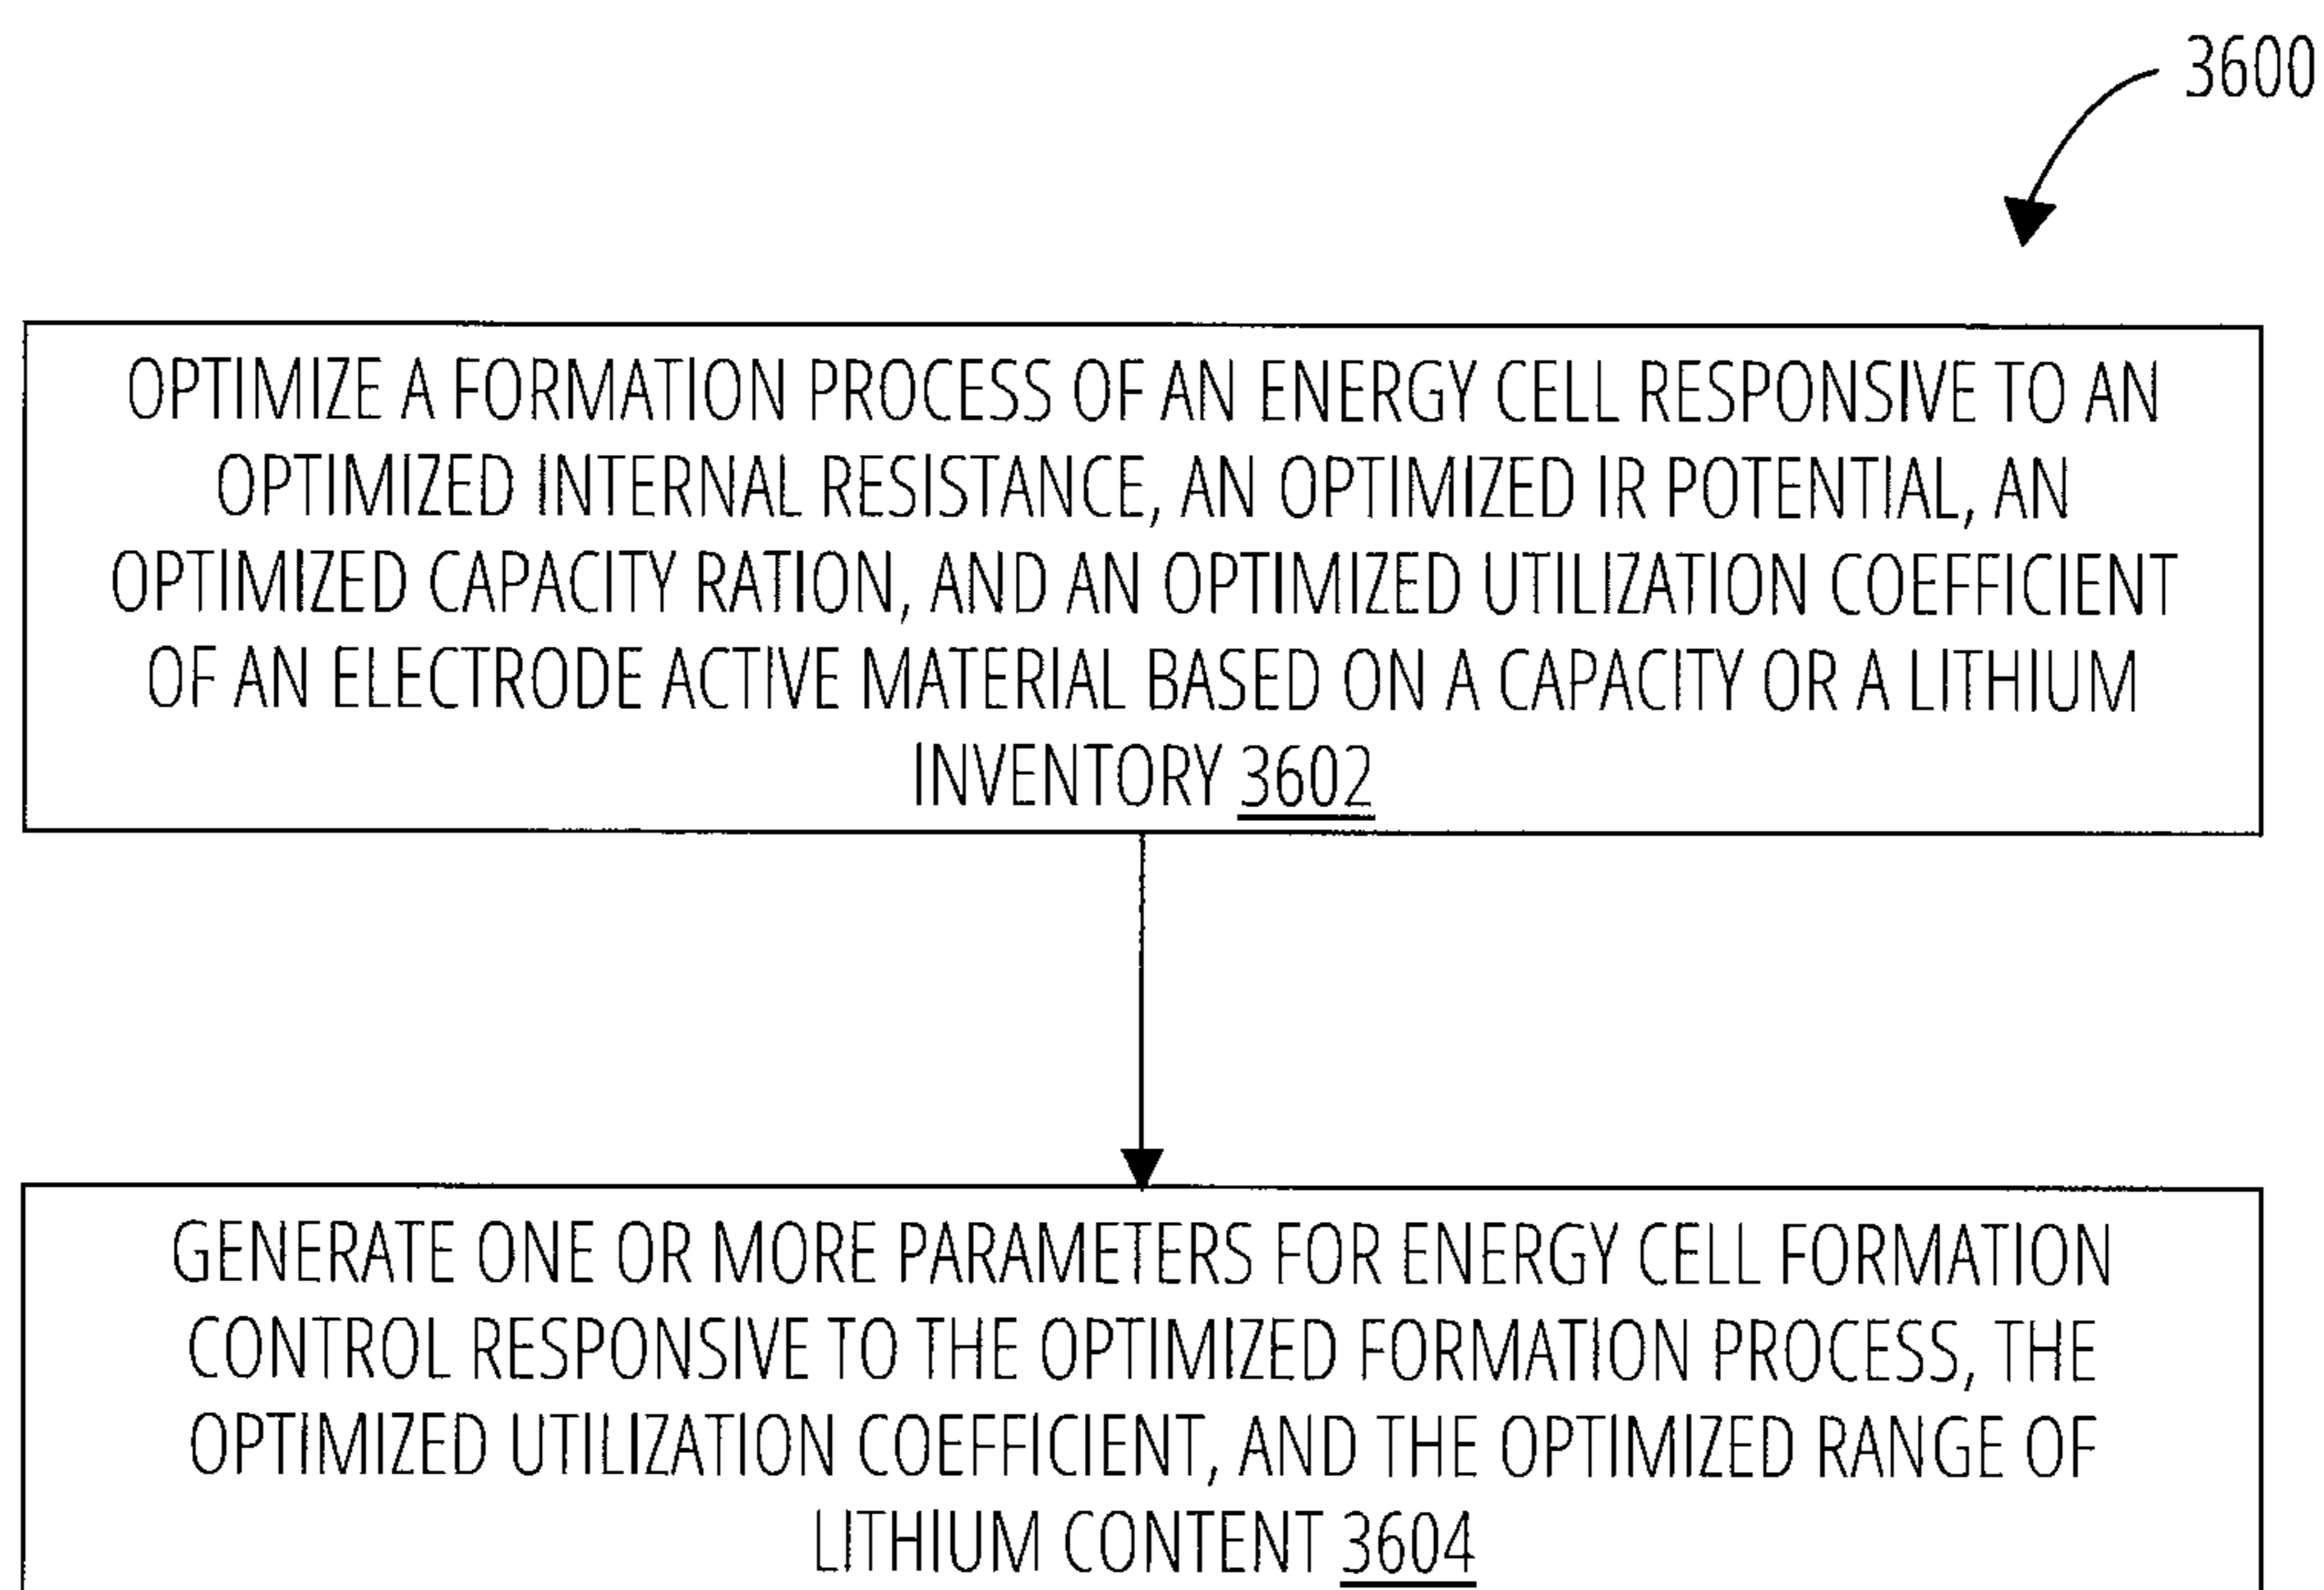 3600
OPTIMIZE A FORMATION PROCESS OF AN ENERGY CELL RESPONSIVE TO AN
OPTIMIZED INTERNAL RESISTANCE, AN OPTIMIZED IR POTENTIAL, AN
OPTIMIZED CAPACITY RATION, AND AN OPTIMIZED UTILIZATION COEFFICIENT
OF AN ELECTRODE ACTIVE MATERIAL BASED ON A CAPACITY OR A LITHIUM
INVENTORY 3602
GENERATE ONE OR MORE PARAMETERS FOR ENERGY CELL FORMATION
CONTROL RESPONSIVE TO THE OPTIMIZED FORMATION PROCESS, THE
OPTIMIZED UTILIZATION COEFFICIENT, AND THE OPTIMIZED RANGE OF
LITHIUM CONTENT 3604